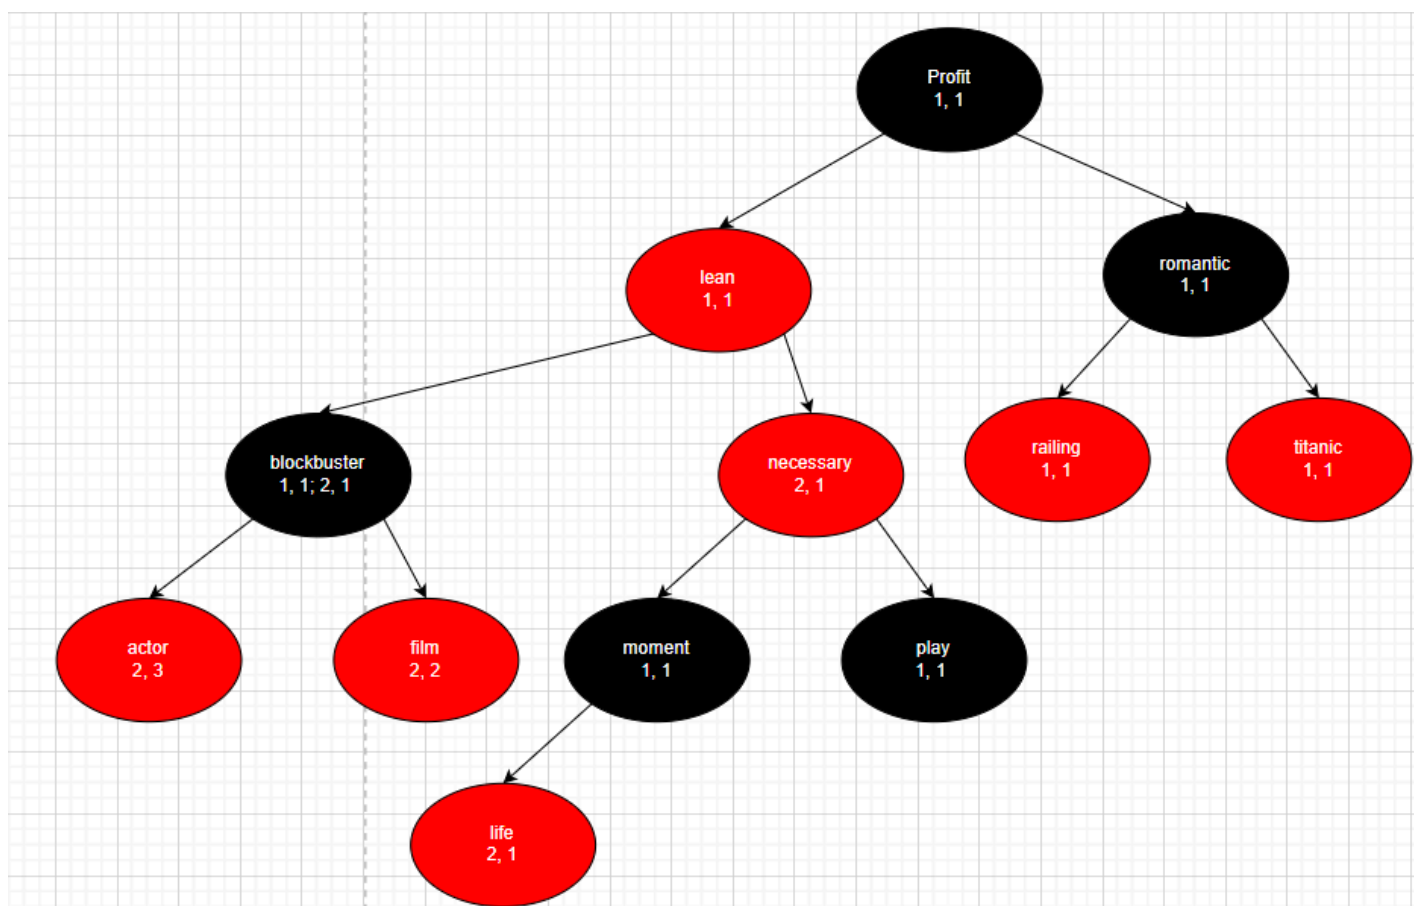 Profit
1, 1
lean
1, 1
romantic
1, 1
blockbuster
1, 1; 2, 1
necessary
2, 1
railing
1, 1
titanic
1, 1
actor
2, 3
film
2, 2
moment
1, 1
play
1, 1
life
2, 1